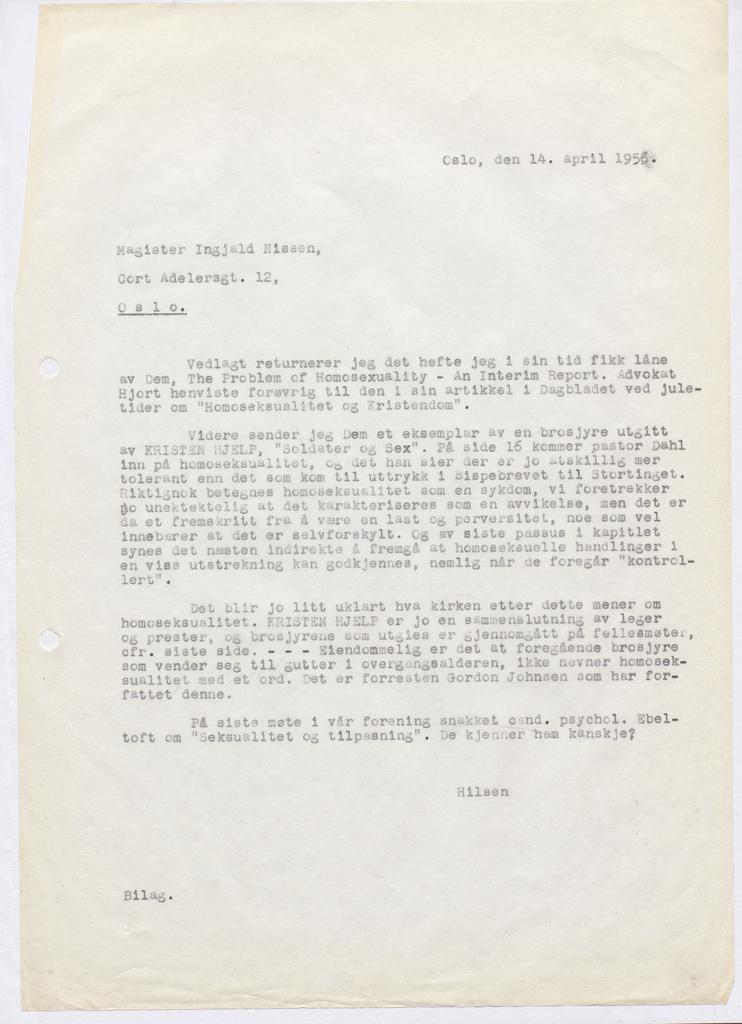 Oslo, den 14. april 1956.
Magister Ingjald Nissen,
Cort Adelersgt. 12,
O s l o.
Vedlagt returnerer jeg det hefte jeg i sin tid fikk låne
av Dem, The Problem of Homosexuality - An Interim Report. Advokat
Hjort henviste forøvrig til den i sin artikkel i Dagbladet ved jule-
tider om "Homoseksualitet og Kristendom".
Videre sender jeg Dem et eksemplar av en brosjyre utgitt
av KRISTEN HJELP, "Soldater og Sex". På side 16 kommer pastor Dahl
inn på homoseksualitet, og det han sier der er jo atskillig mer
tolerant enn det som kom til uttrykk i Bispebrevet til Stortinget.
Riktignok betegnes homoseksualitet som en sykdom, vi foretrekker
jo unektektelig at det karakteriseres som en avvikelse, men det er
da et fremskritt fra å være en last og perversitet, noe som vel
innebærer at det er selvforskylt. Og av siste passus i kapitlet
synes det næsten indirekte å fremgå at homoseksuelle handlinger i
en viss utstrekning kan godkjennes, nemlig når de foregår "kontrol-
lert".
Det blir jo litt uklart hva kirken etter dette mener om
homoseksualitet. KRISTEN HJELP er jo en sammenslutning av leger
og prester, og brosjyrene som utgies er gjennomgått på fellesmøter,
cfr. siste side. - - - Eiendommelig er det at foregående brosjyre
som vender seg til gutter i overgangsalderen, ikke nevner homosek-
sualitet med et ord. Det er forresten Gordon Johnsen som har for-
fattet denne.
På siste møte i vår forening snakket cand. psychol. Ebel-
toft om "Seksualitet og tilpasning". De kjenner ham kanskje?
Hilsen
Bilag.